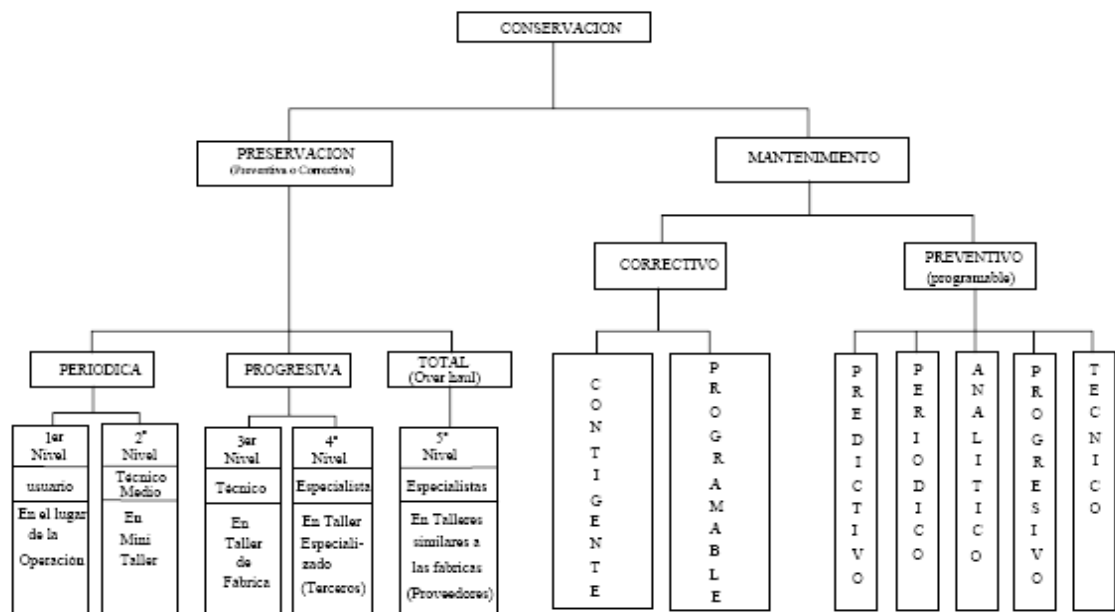 CONSERVACION
PRESERVACION
(Preventiva o Correctiva)
MANTENIMIENTO
CORRECTIVO
PREVENTIVO
(programable)
PERIODICA
PROGRESIVA
TOTAL
(Over haul)
1er
Nivel
usuario
En el lugar
de la
Operación
2º
Nivel
Técnico
Medio
En
Mini
Taller
3er
Nivel
Técnico
En
Taller
de
Fabrica
4º
Nivel
Especialista
En Taller
Especiali-
zado
(Terceros)
5º
Nivel
Especialistas
En Talleres
similares a
las fabricas
(Proveedores)
CONTIGENTE
PROGRAMABLE
PREDICTIVO
PERIODICO
ANALITICO
PROGRESIVO
TECNICO